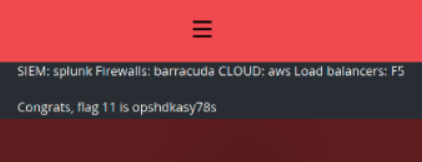 SIEM: splunk Firewalls: barracuda CLOUD: aws Load balancers: F5
Congrats, flag 11 is opshdkasy78s